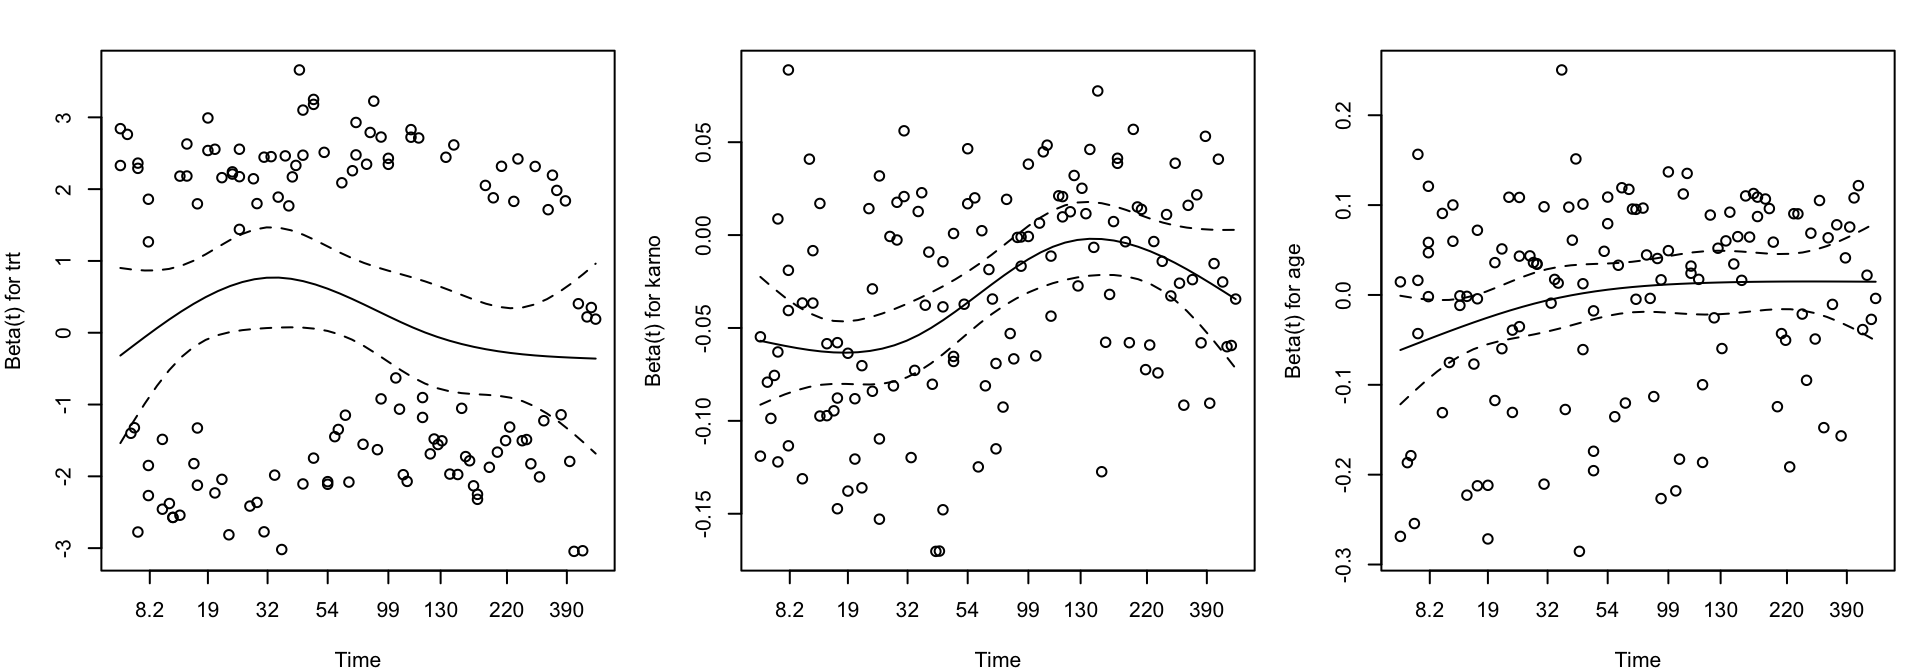 Beta(t) for trt
3
2
1
0
-1
-2
-3
8.2 19 32 54 99 130 220 390
Time
Beta(t) for karno
0.05
0.00
-0.05
-0.10
-0.15
8.2 19 32 54 99 130 220 390
Time
Beta(t) for age
0.2
0.1
0.0
-0.1
-0.2
-0.3
8.2 19 32 54 99 130 220 390
Time